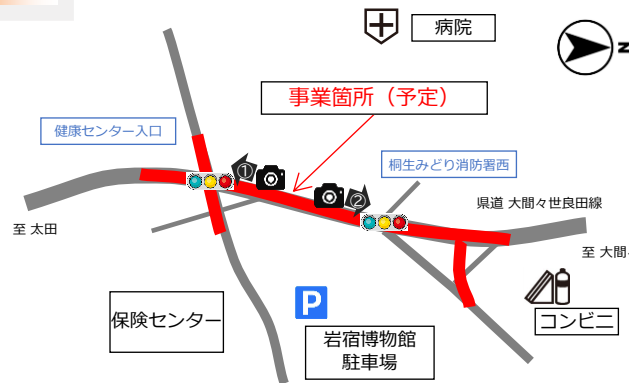 病院
N
事業箇所（予定）
健康センター入口
①
桐生みどり消防署西
②
県道 大間々世良田線
至 太田
至 大間
P
保険センター
岩宿博物館
駐車場
コンビニ